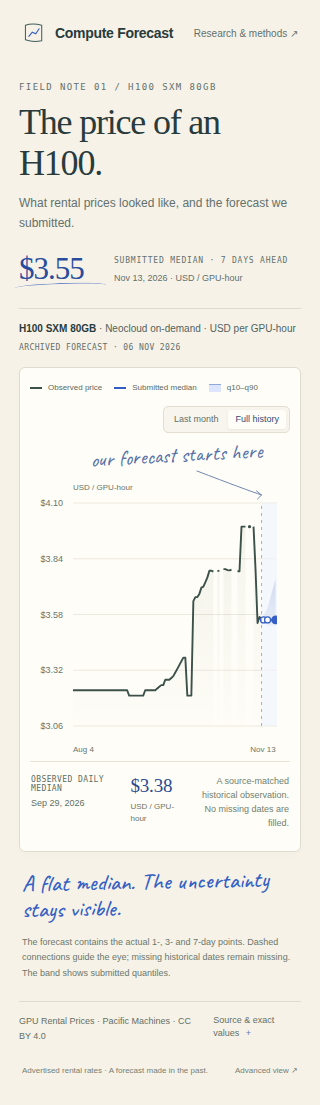 Compute Forecast
Research & methods ↗
FIELD NOTE 01 / H100 SXM 80GB
The price of an
H100.
What rental prices looked like, and the forecast we
submitted.
$3.55
SUBMITTED MEDIAN · 7 DAYS AHEAD
Nov 13, 2026 · USD / GPU-hour
H100 SXM 80GB · Neocloud on-demand · USD per GPU-hour
ARCHIVED FORECAST · 06 NOV 2026
Observed price
Submitted median
q10–q90
Last month
Full history
our forecast starts here
USD / GPU-hour
$4.10
$3.84
$3.58
$3.32
$3.06
Aug 4
Nov 13
OBSERVED DAILY
MEDIAN
Sep 29, 2026
$3.38
USD / GPU-
hour
A source-matched
historical observation.
No missing dates are
filled.
A flat median. The uncertainty
stays visible.
The forecast contains the actual 1-, 3- and 7-day points. Dashed
connections guide the eye; missing historical dates remain missing.
The band shows submitted quantiles.
GPU Rental Prices · Pacific Machines · CC
BY 4.0
Source & exact
values +
Advertised rental rates · A forecast made in the past.
Advanced view ↗